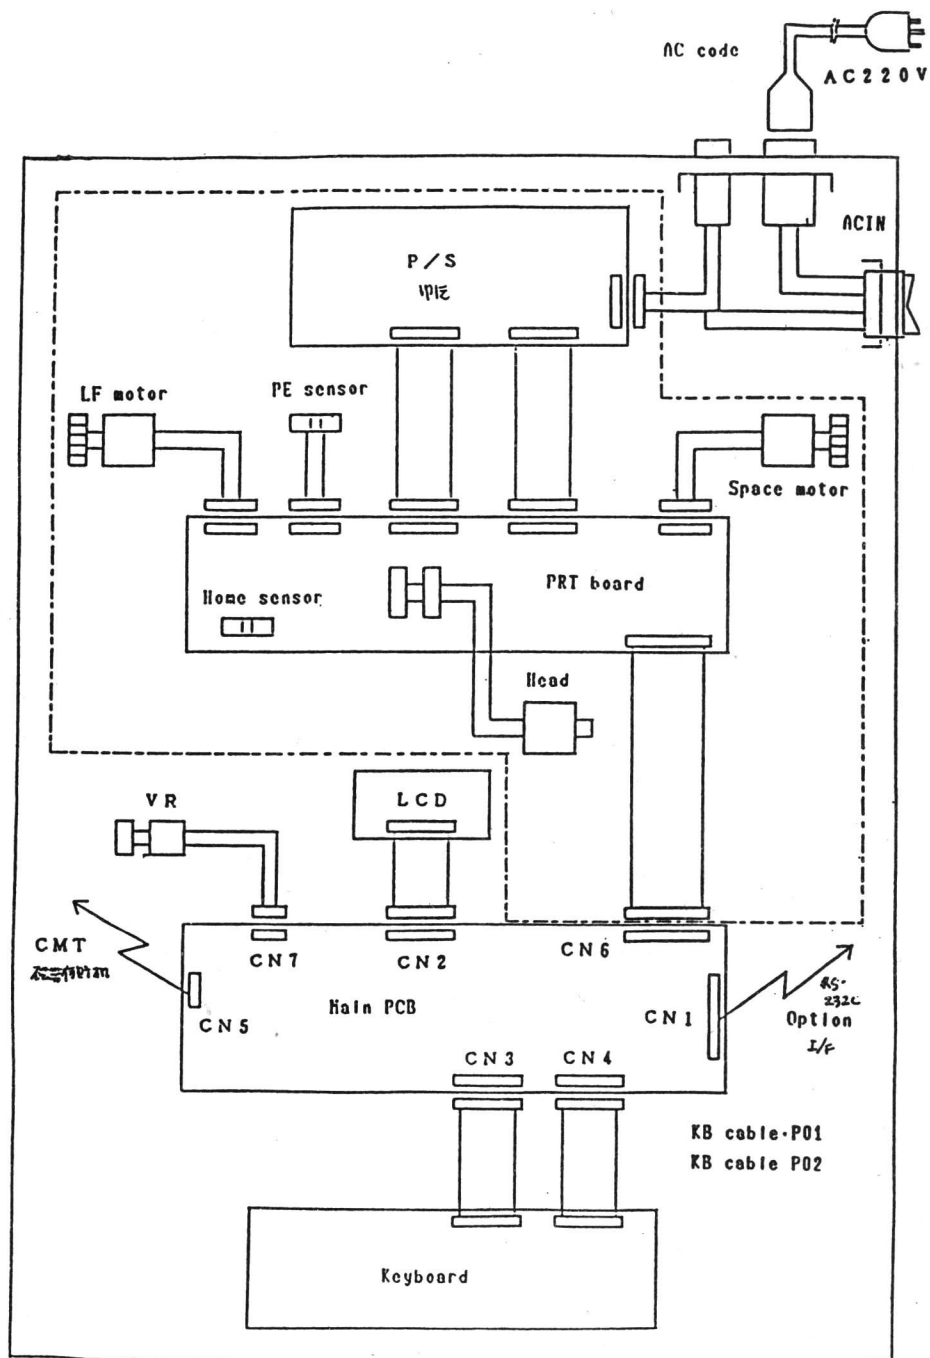 AC code
AC220V
ACIN
P/S
LF motor
PE sensor
Space motor
Home sensor
PRT board
Head
VR
LCD
CMT
CN7
CN2
CN6
RS-
232C
Option
I/F
CN5
Main PCB
CN1
CN3
CN4
KB cable·P01
KB cable P02
Keyboard